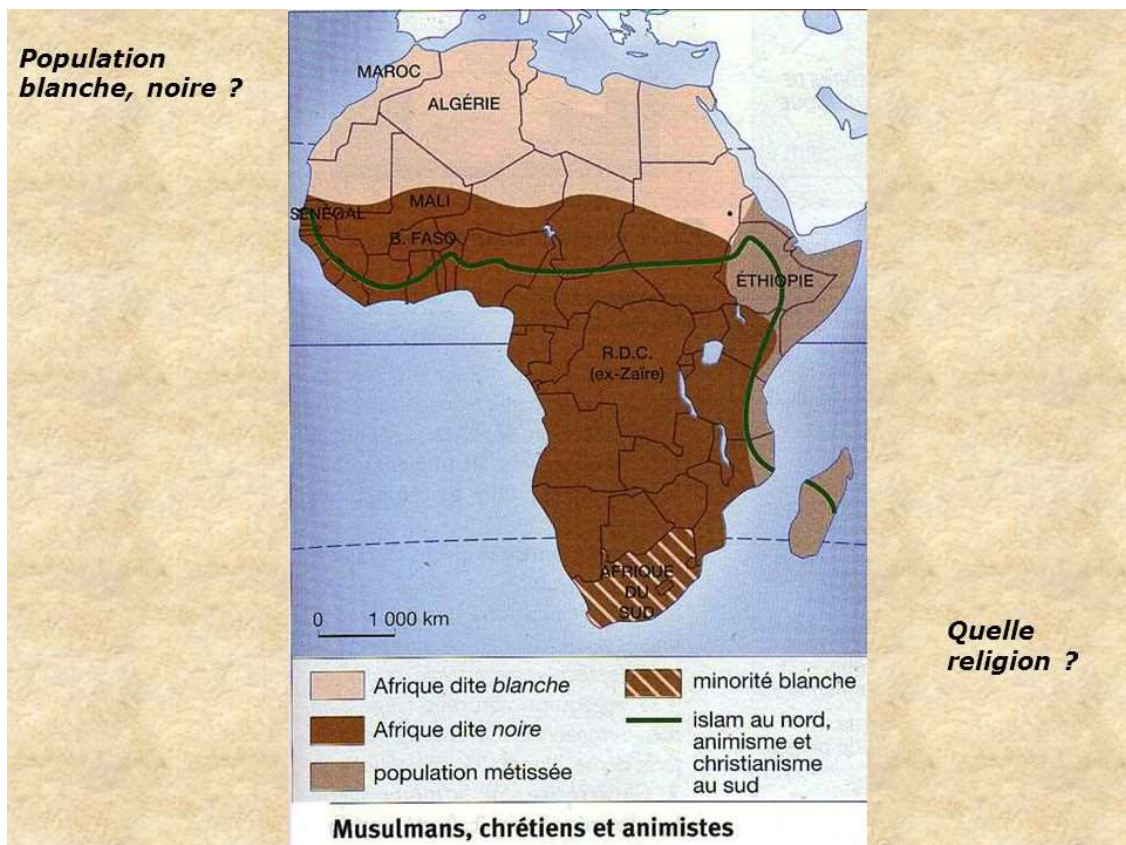 Population
blanche, noire ?
MAROC
ALGÉRIE
MALI
SÉNÉGAL
B. FASO
ÉTHIOPIE
R.D.C.
(ex-Zaïre)
AFRIQUE
DU
SUD
0 1 000 km
Quelle
religion ?
Afrique dite blanche
Afrique dite noire
population métissée
minorité blanche
islam au nord,
animisme et
christianisme
au sud
Musulmans, chrétiens et animistes